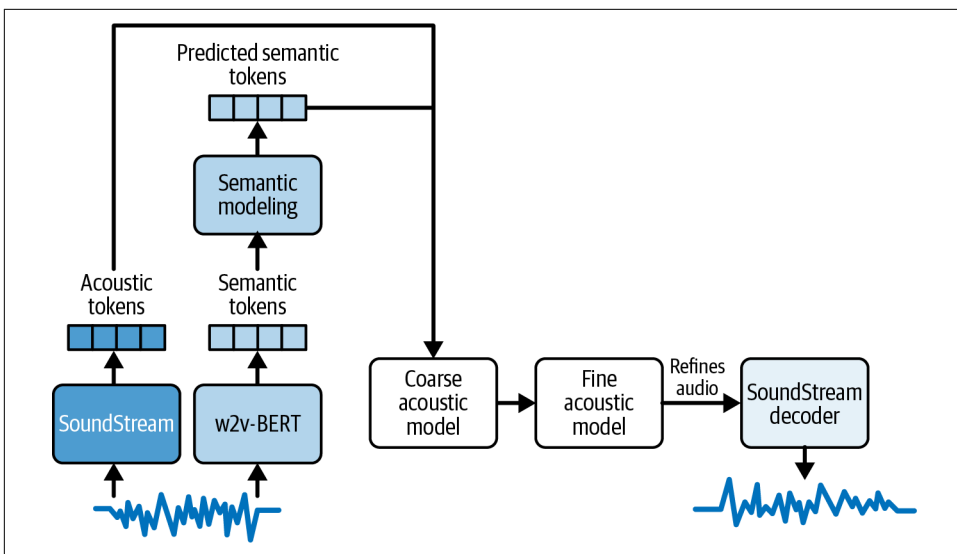 Predicted semantic
tokens
Semantic
modeling
Acoustic
tokens
Semantic
tokens
SoundStream
w2v-BERT
Coarse
acoustic
model
Fine
acoustic
model
Refines
audio
SoundStream
decoder